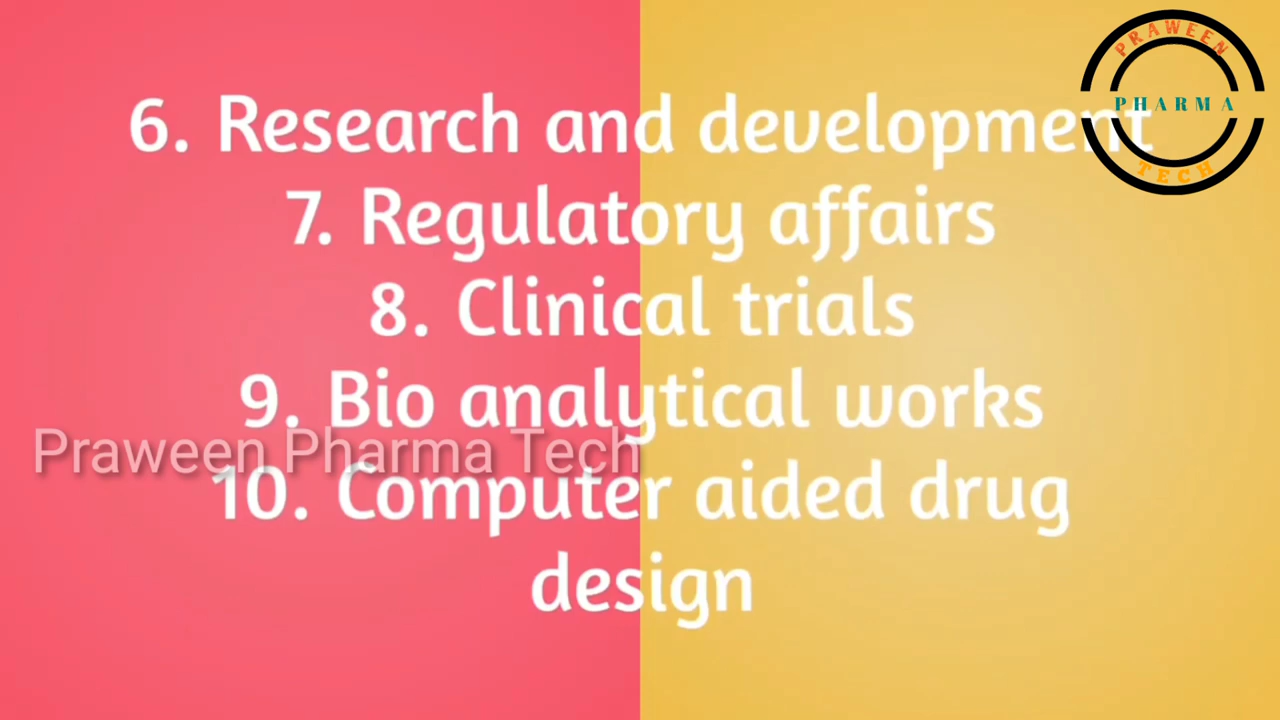 PRAWEEN
PHARMA
TECH
6. Research and development
7. Regulatory affairs
8. Clinical trials
9. Bio analytical works
Praween Pharma Tech
10. Computer aided drug
design